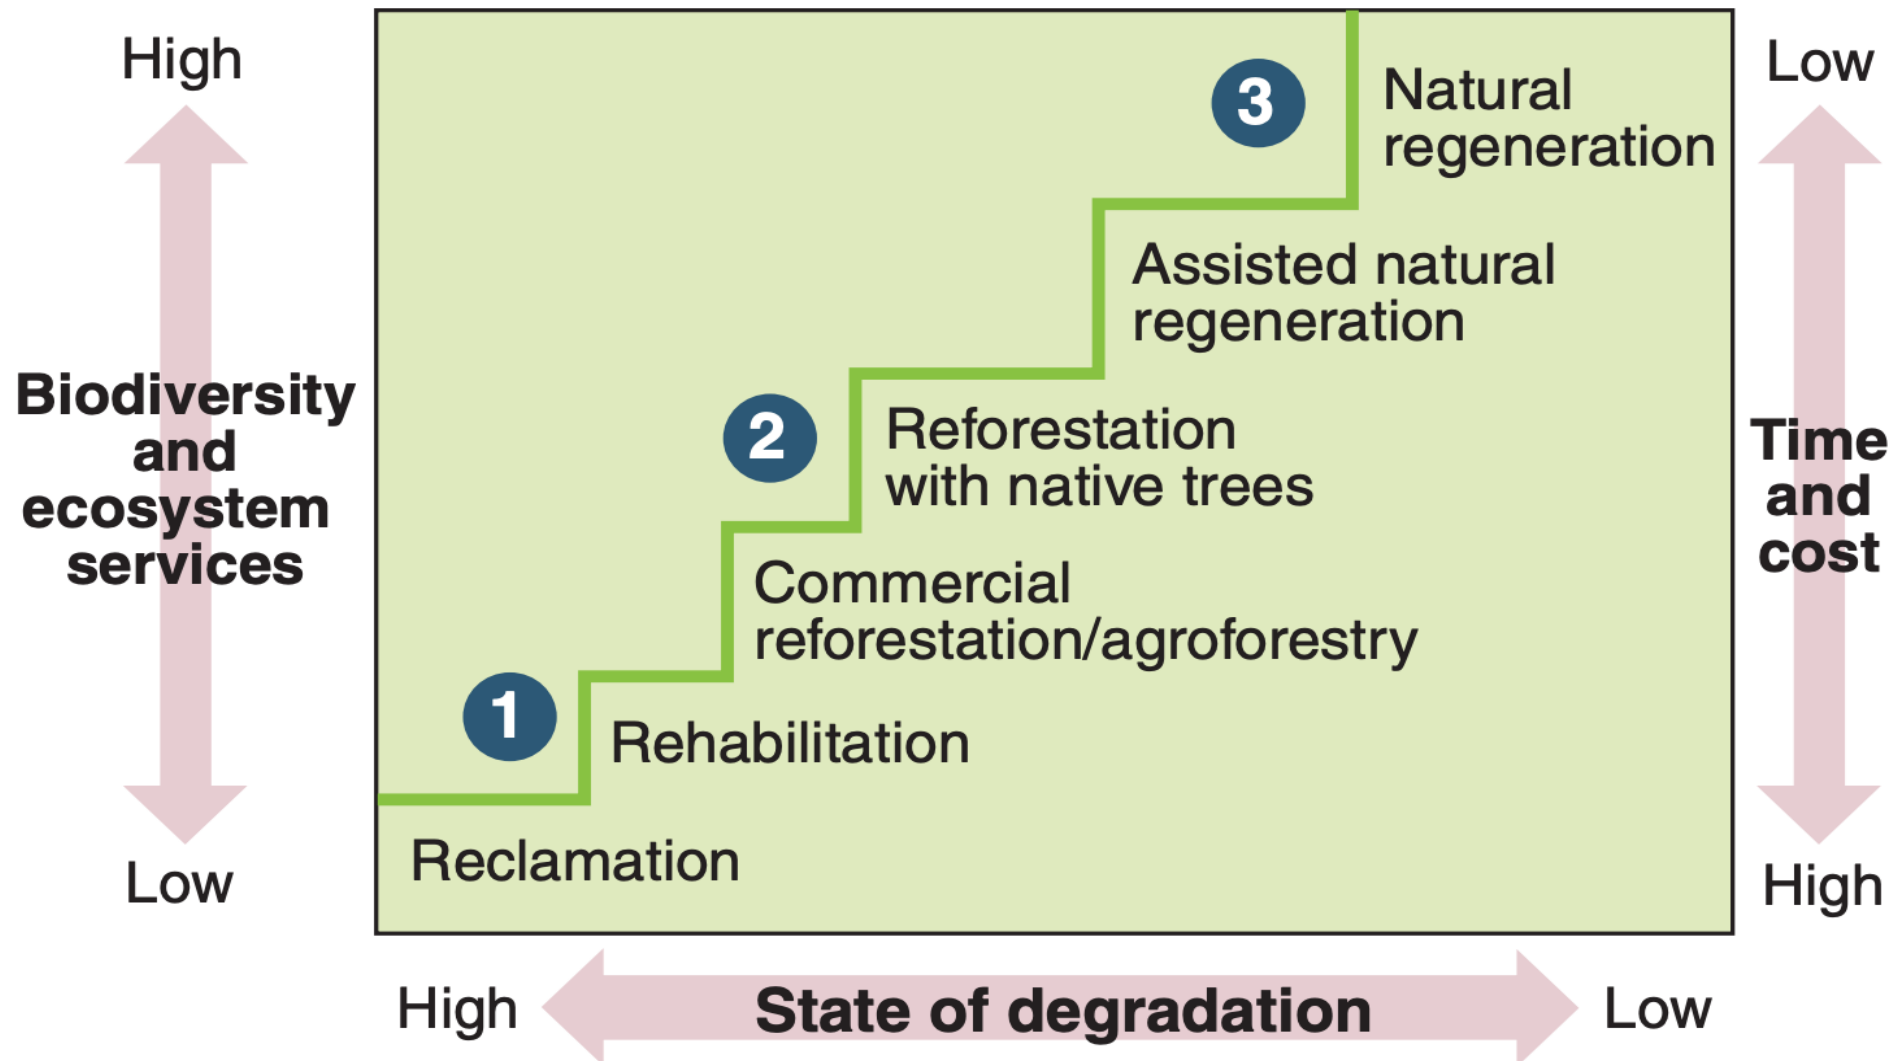 High
Biodiversity
and
ecosystem
services
Low
3
Natural
regeneration
Assisted natural
regeneration
2
Reforestation
with native trees
Commercial
reforestation/agroforestry
1
Rehabilitation
Reclamation
Low
Time
and
cost
High
High
State of degradation
Low